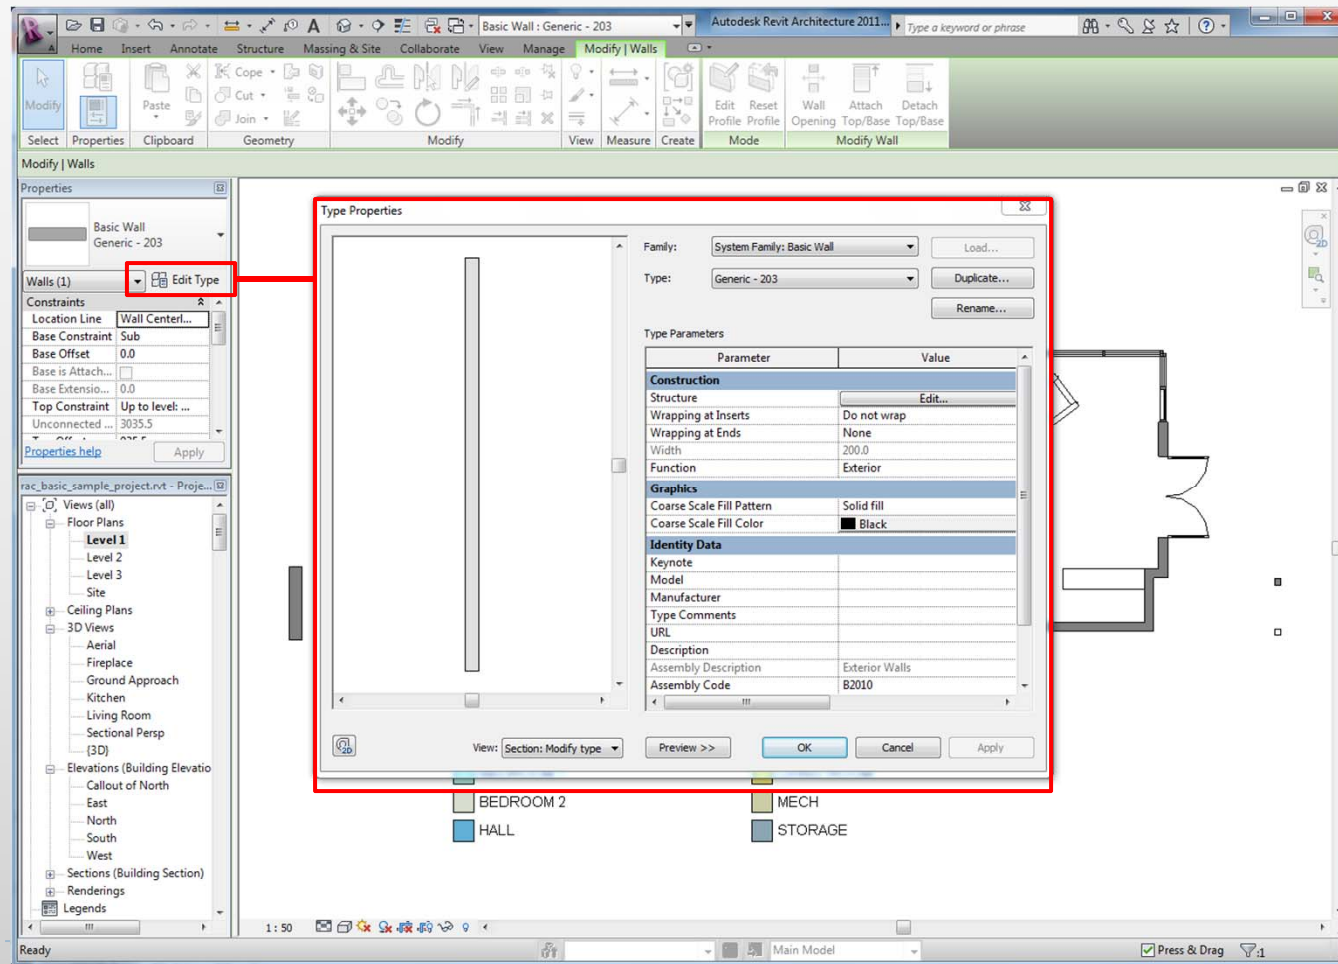 Basic Wall : Generic - 203
Autodesk Revit Architecture 2011...
Type a keyword or phrase
Home Insert Annotate Structure Massing & Site Collaborate View Manage Modify | Walls
Cope
Cut
Join
Modify
Paste
Edit Profile
Reset Profile
Wall Opening
Attach Top/Base
Detach Top/Base
Select Properties Clipboard Geometry Modify View Measure Create Mode Modify Wall
Modify | Walls
Properties
Basic Wall
Generic - 203
Walls (1)
Edit Type
Constraints
Location Line Wall Centerl...
Base Constraint Sub
Base Offset 0.0
Base is Attach...
Base Extensio... 0.0
Top Constraint Up to level: ...
Unconnected ... 3035.5
Properties help
Apply
rac_basic_sample_project.rvt - Proje...
Views (all)
Floor Plans
Level 1
Level 2
Level 3
Site
Ceiling Plans
3D Views
Aerial
Fireplace
Ground Approach
Kitchen
Living Room
Sectional Persp
{3D}
Elevations (Building Elevatio
Callout of North
East
North
South
West
Sections (Building Section)
Renderings
Legends
Type Properties
Family: System Family: Basic Wall Load...
Type: Generic - 203 Duplicate...
Rename...
Type Parameters
Parameter Value
Construction
Structure Edit...
Wrapping at Inserts Do not wrap
Wrapping at Ends None
Width 200.0
Function Exterior
Graphics
Coarse Scale Fill Pattern Solid fill
Coarse Scale Fill Color Black
Identity Data
Keynote
Model
Manufacturer
Type Comments
URL
Description
Assembly Description Exterior Walls
Assembly Code B2010
2D
View: Section: Modify type Preview >> OK Cancel Apply
2D
BEDROOM 2 MECH
HALL STORAGE
1 : 50
Ready
Main Model
Press & Drag
:1